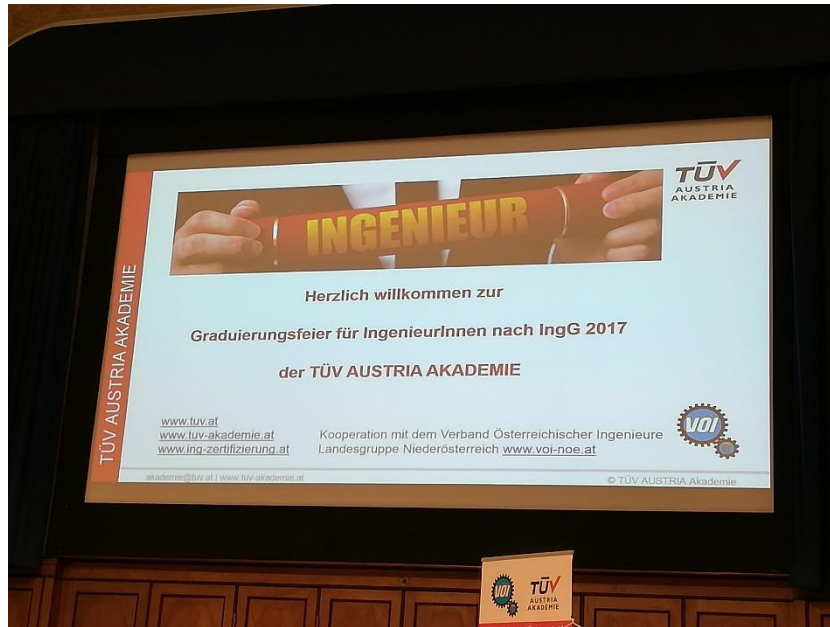 TÜV
AUSTRIA
AKADEMIE
INGENIEUR
TÜV AUSTRIA AKADEMIE
Herzlich willkommen zur
Graduierungsfeier für IngenieurInnen nach IngG 2017
der TÜV AUSTRIA AKADEMIE
www.tuv.at
www.tuv-akademie.at
www.ing-zertifizierung.at
Kooperation mit dem Verband Österreichischer Ingenieure
Landesgruppe Niederösterreich www.voi-noe.at
VOI
akademie@tuv.at | www.tuv-akademie.at
© TÜV AUSTRIA Akademie
VOI
TÜV
AUSTRIA
AKADEMIE